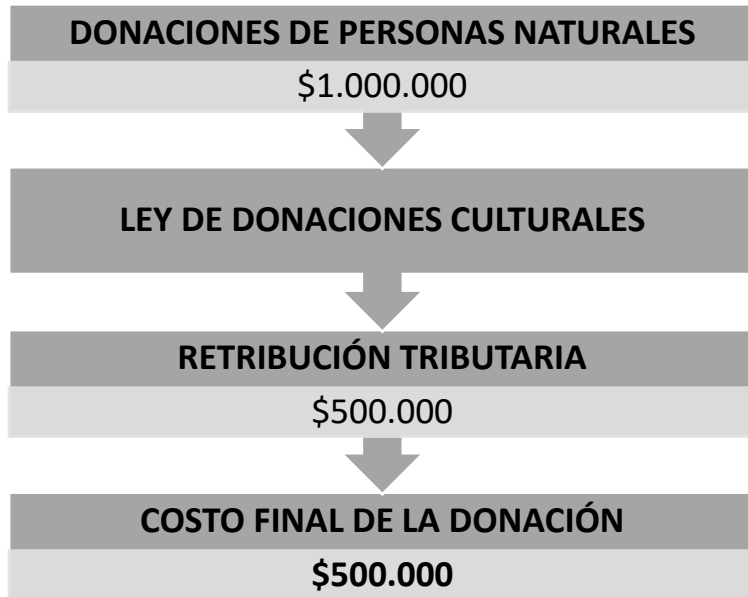 DONACIONES DE PERSONAS NATURALES
$1.000.000
LEY DE DONACIONES CULTURALES
RETRIBUCIÓN TRIBUTARIA
$500.000
COSTO FINAL DE LA DONACIÓN
$500.000